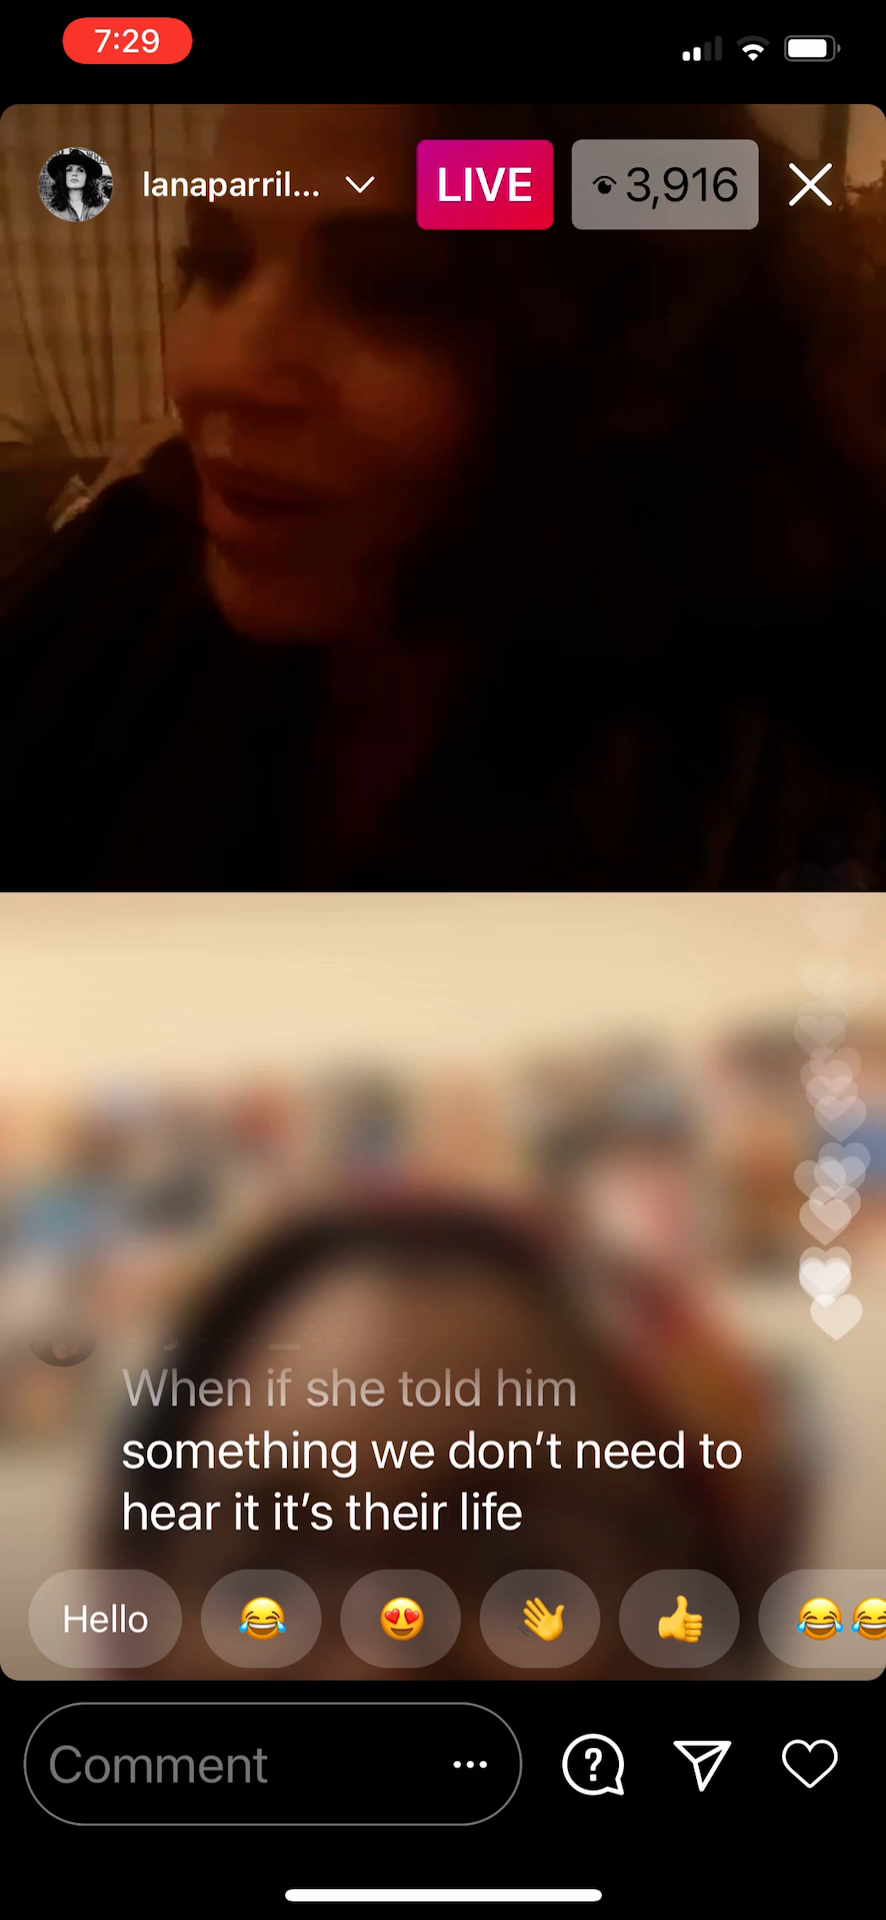 7:29
lanaparril...
LIVE
3,916
When if she told him
something we don't need to
hear it it's their life
Hello
Comment